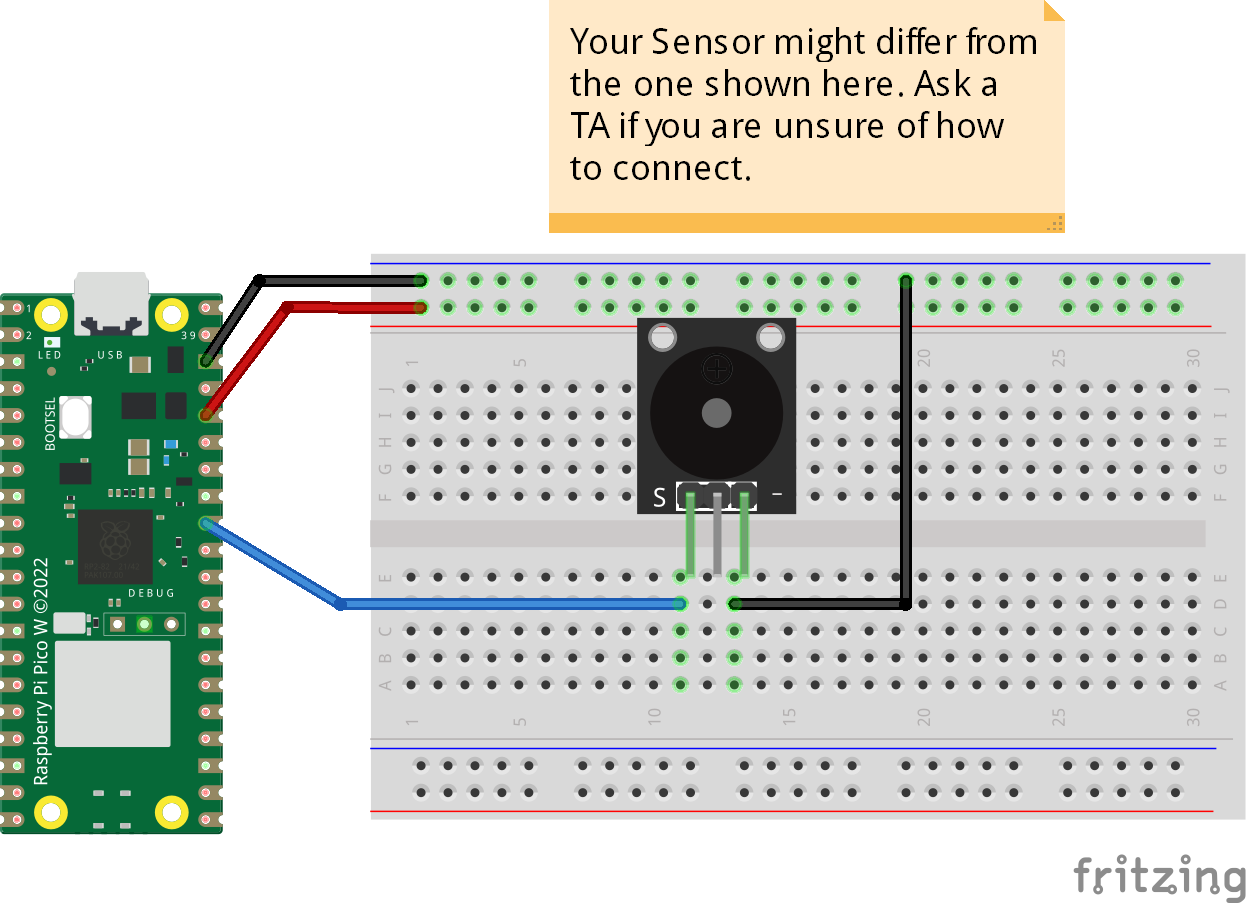 Your Sensor might differ from
the one shown here. Ask a
TA if you are unsure of how
to connect.
1
2
39
LED
USB
BOOTSEL
DEBUG
Raspberry Pi Pico W ©2022
1
5
20
25
30
J
J
I
I
H
H
G
G
F
F
S
-
E
E
D
D
C
C
B
B
A
A
1
5
10
15
20
25
30
fritzing